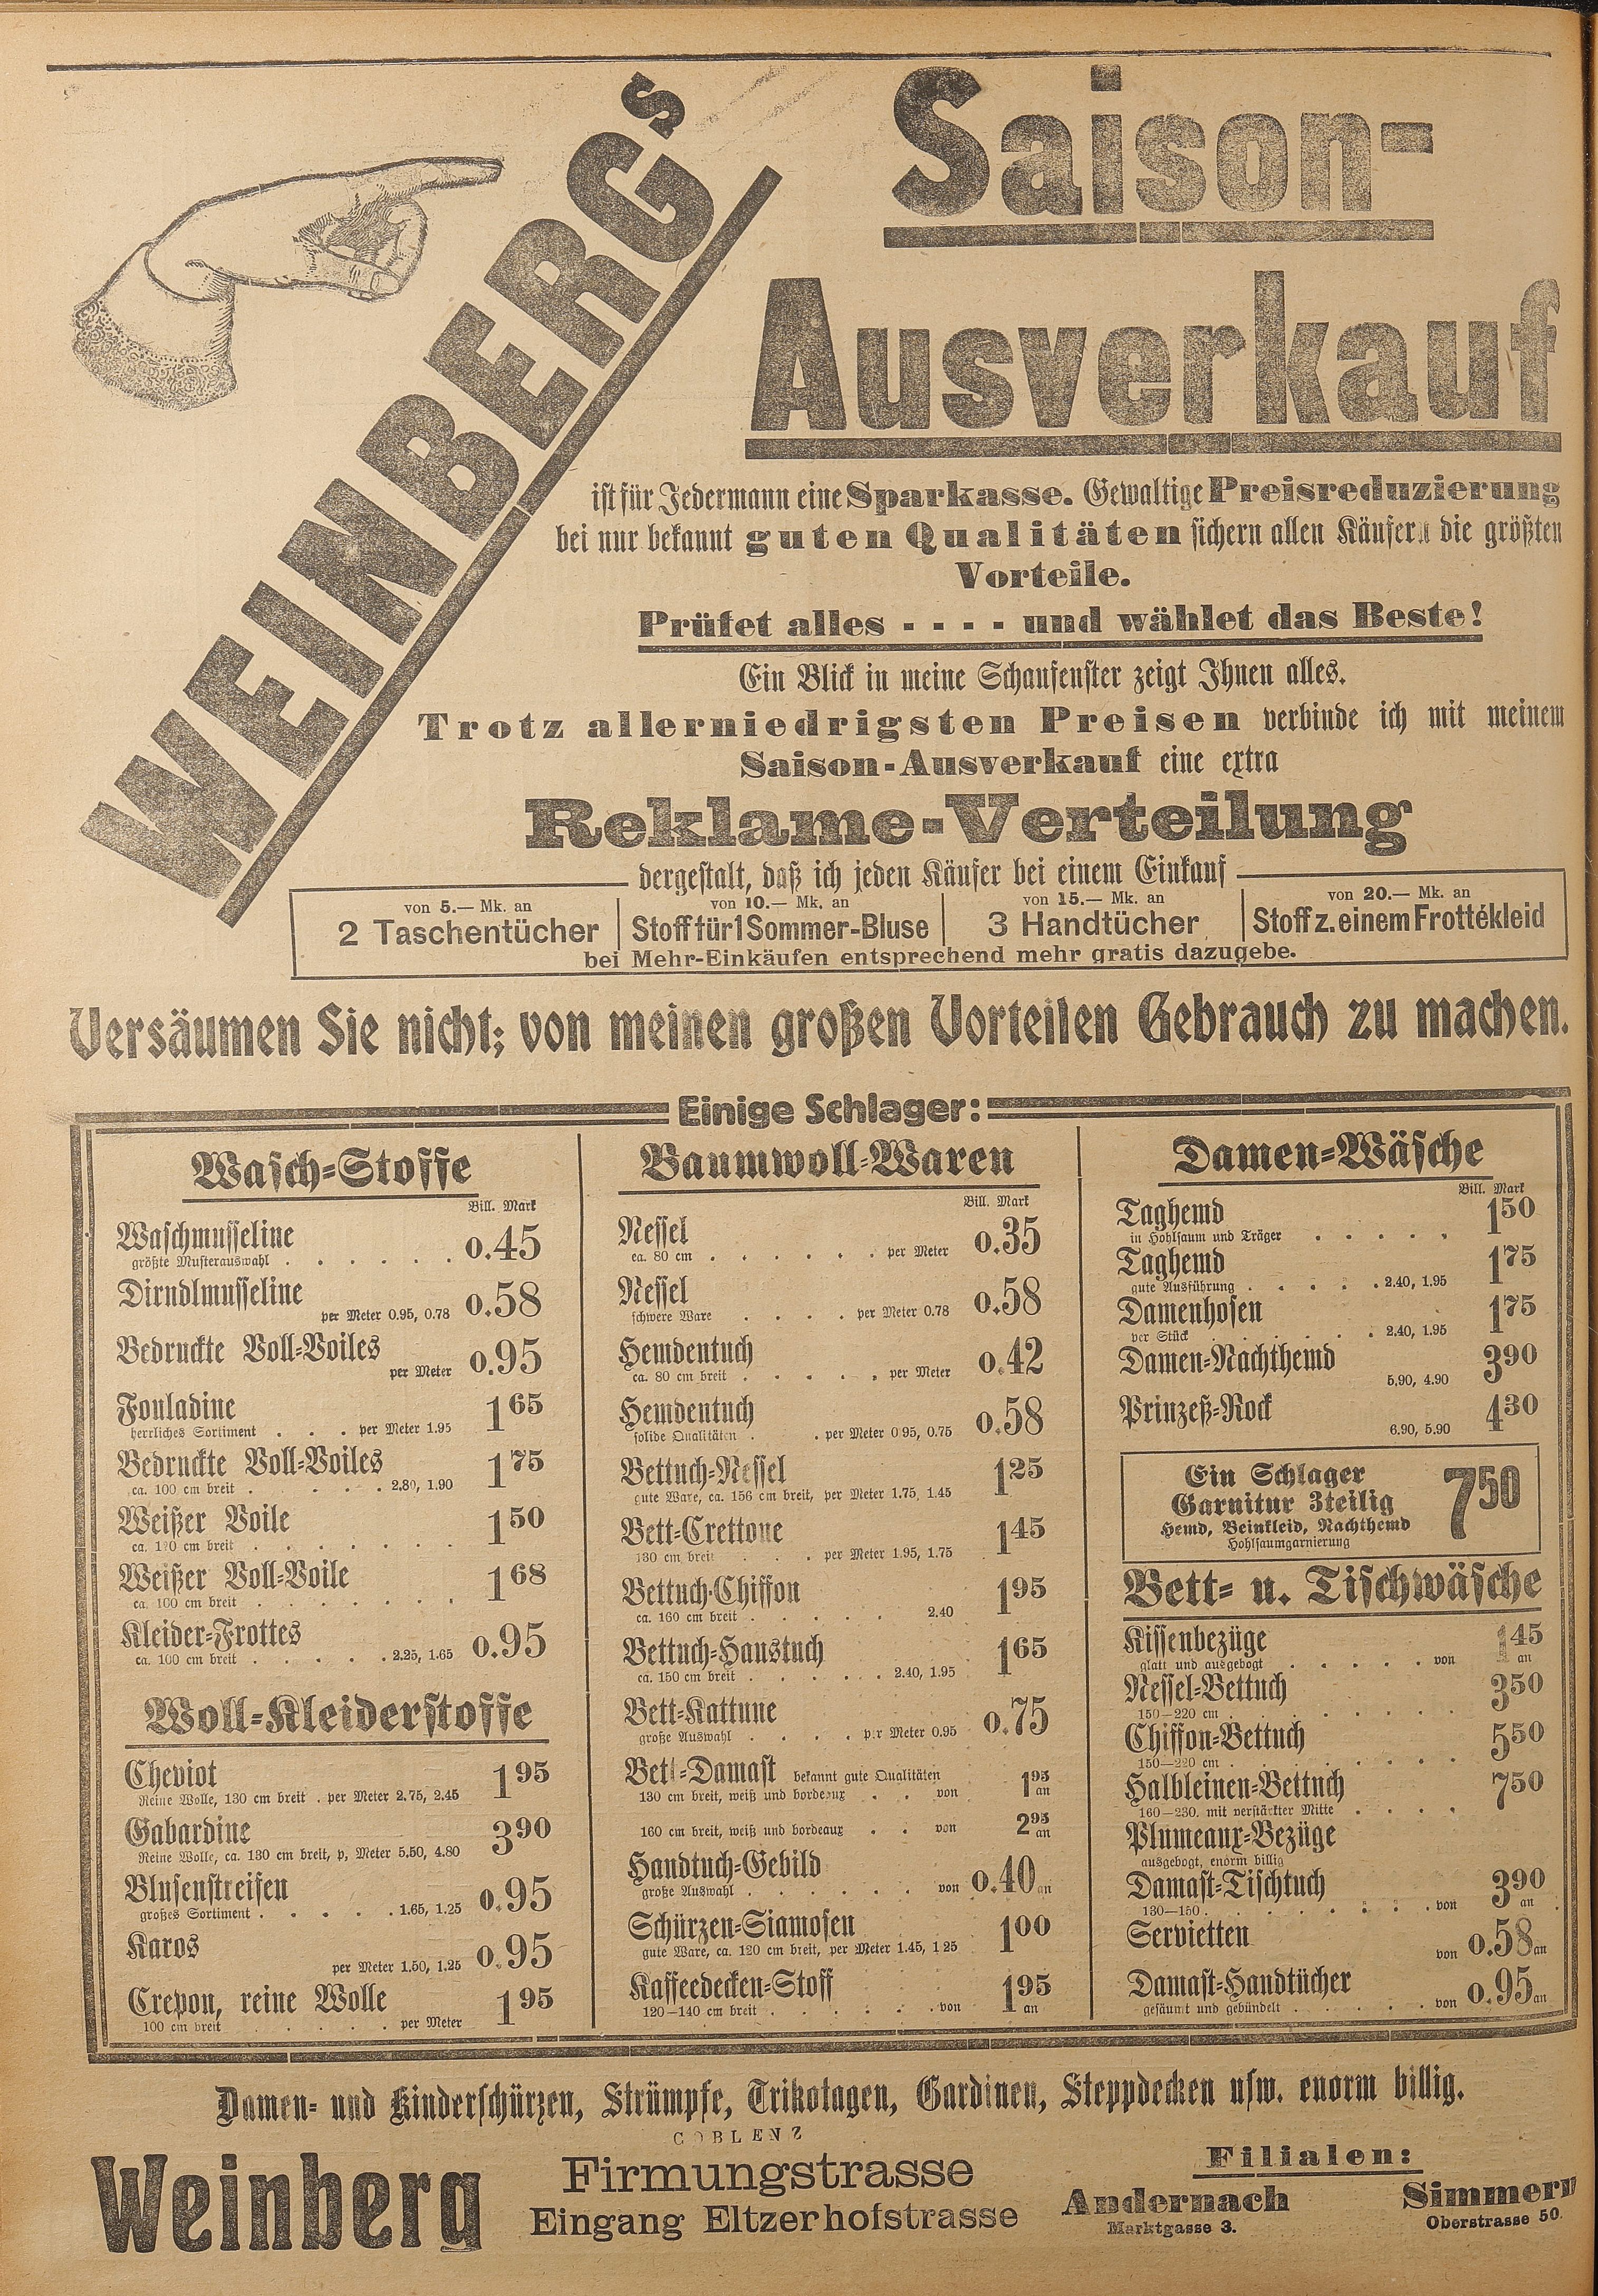 WEINBERGs
Saison-
Ausverkauf
ist für Jedermann eine Sparkasse. Gewaltige Preisreduzierung
bei nur bekannt guten Qualitäten sichern allen Käufern die größten
Vorteile.
Prüfet alles - - - - und wählet das Beste!
Ein Blick in meine Schaufenster zeigt Ihnen alles.
Trotz allerniedrigsten Preisen verbinde ich mit meinem
Saison-Ausverkauf eine extra
Reklame-Verteilung
dergestalt, daß ich jeden Käufer bei einem Einkauf
von 5.— Mk. an
2 Taschentücher
von 10.— Mk. an
Stoff für 1 Sommer-Bluse
von 15.— Mk. an
3 Handtücher
von 20.— Mk. an
Stoff z. einem Frottékleid
bei Mehr-Einkäufen entsprechend mehr gratis dazugebe.
Versäumen Sie nicht; von meinen großen Vorteilen Gebrauch zu machen.
Einige Schlager:
Wasch-Stoffe
Bill. Mark
Waschmusseline
größte Musterauswahl . . . . . . 0.45
Dirndlmusseline
per Meter 0.95, 0.78 0.58
Bedruckte Voll-Voiles
per Meter 0.95
Fouladine 1 65
herrliches Sortiment . . . per Meter 1.95
Bedruckte Voll-Voiles 1 75
ca. 100 cm breit . . . . . 2.80, 1.90
Weißer Voile 1 50
ca. 120 cm breit . . . . . . .
Weißer Voll-Voile 1 68
ca. 100 cm breit . . . . . . .
Kleider-Frottes
ca. 100 cm breit . . . . . 2.25, 1.65 0.95
Woll-Kleiderstoffe
Cheviot 1 95
Reine Wolle, 130 cm breit . per Meter 2,75, 2.45
Gabardine 3 90
Reine Wolle, ca. 130 cm breit, p, Meter 5.50, 4.80
Blusenstreifen
großes Sortiment . . . . . 1.65, 1.25 0.95
Karos
per Meter 1.50, 1.25 0.95
Crepon, reine Wolle 1 95
100 cm breit . . . . . per Meter
Baumwoll-Waren
Bill. Mark
Nessel
ca. 80 cm . . . . . . per Meter 0.35
Nessel
schwere Ware . . . . per Meter 0.78 0.58
Hemdentuch
ca. 80 cm breit . . . . . per Meter 0.42
Hemdentuch
solide Qualitäten . . per Meter 0.95, 0.75 0.58
Bettuch-Nessel 1 25
gute Ware, ca. 156 cm breit, per Meter 1.75, 1.45
Bett-Crettone 1 45
130 cm breit . . . per Meter 1.95, 1.75
Bettuch-Chiffon 1 95
ca. 160 cm breit . . . . . 2.40
Bettuch-Haustuch 1 65
ca. 150 cm breit . . . . . . 2.40, 1.95
Bett-Kattune
große Auswahl . . . . per Meter 0.95 0.75
Bett-Damast bekannt gute Qualitäten
130 cm breit, weiß und bordeaux . . von 1 95 an
160 cm breit, weiß und bordeaux . . von 2 95 an
Handtuch-Gebild
große Auswahl . . . . . . . von 0.40 an
Schürzen-Siamosen 1 00
gute Ware, ca. 120 cm breit, per Meter 1.45, 1.25
Kaffeedecken-Stoff 1 95
120—140 cm breit . . . . . . von an
Damen-Wäsche
Bill. Mark
Taghemd 1 50
in Hohlsaum und Träger . . . . .
Taghemd 1 75
gute Ausführung . . . . . 2.40, 1.95
Damenhosen 1 75
per Stück . . . . . . 2.40, 1.95
Damen-Nachthemd 3 90
5.90, 4.90
Prinzeß-Rock 4 30
6.90, 5.90
Ein Schlager
Garnitur 3teilig
Hemd, Beinkleid, Nachthemd
Hohlsaumgarnierung
7 50
Bett- u. Tischwäsche
Kissenbezüge 1 45
glatt und ausgebogt . . . . . von an
Nessel-Bettuch 3 50
150—220 cm . . . . . . .
Chiffon-Bettuch 5 50
150—220 cm . . . . . . .
Halbleinen-Bettuch 7 50
160—230. mit verstärkter Mitte . . . .
Plumeaux-Bezüge
ausgebogt, enorm billig
Damast-Tischtuch 3 90
130—150 . . . . . . : : . von an
Servietten
von 0.58 an
Damast-Handtücher
gesäumt und gebündelt . . . . . . von 0.95 an
Damen- und Kinderschürzen, Strümpfe, Trikotagen, Gardinen, Steppdecken usw. enorm billig.
Weinberg
COBLENZ
Firmungstrasse
Eingang Eltzerhofstrasse
Filialen:
Andernach
Marktgasse 3.
Simmern
Oberstrasse 50.